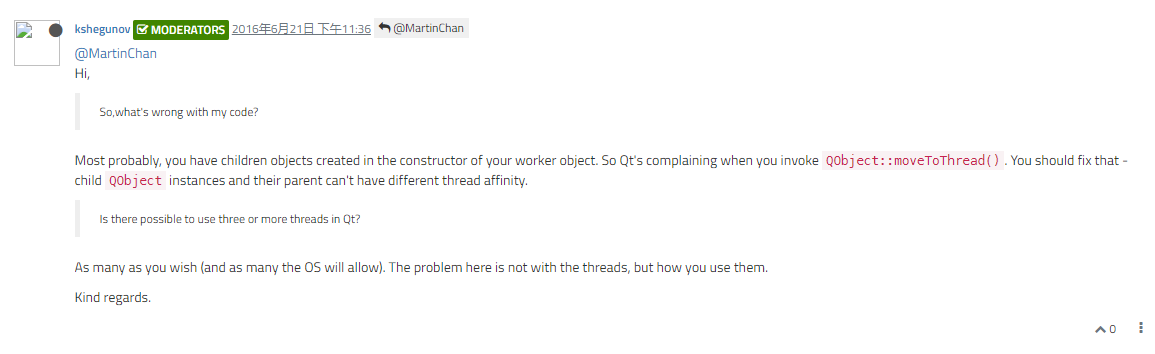 kshegunov MODERATORS 2016年6月21日 下午11:36 @MartinChan
@MartinChan
Hi,
So,what's wrong with my code?
Most probably, you have children objects created in the constructor of your worker object. So Qt's complaining when you invoke QObject::moveToThread(). You should fix that -
child QObject instances and their parent can't have different thread affinity.
Is there possible to use three or more threads in Qt?
As many as you wish (and as many the OS will allow). The problem here is not with the threads, but how you use them.
Kind regards.
0